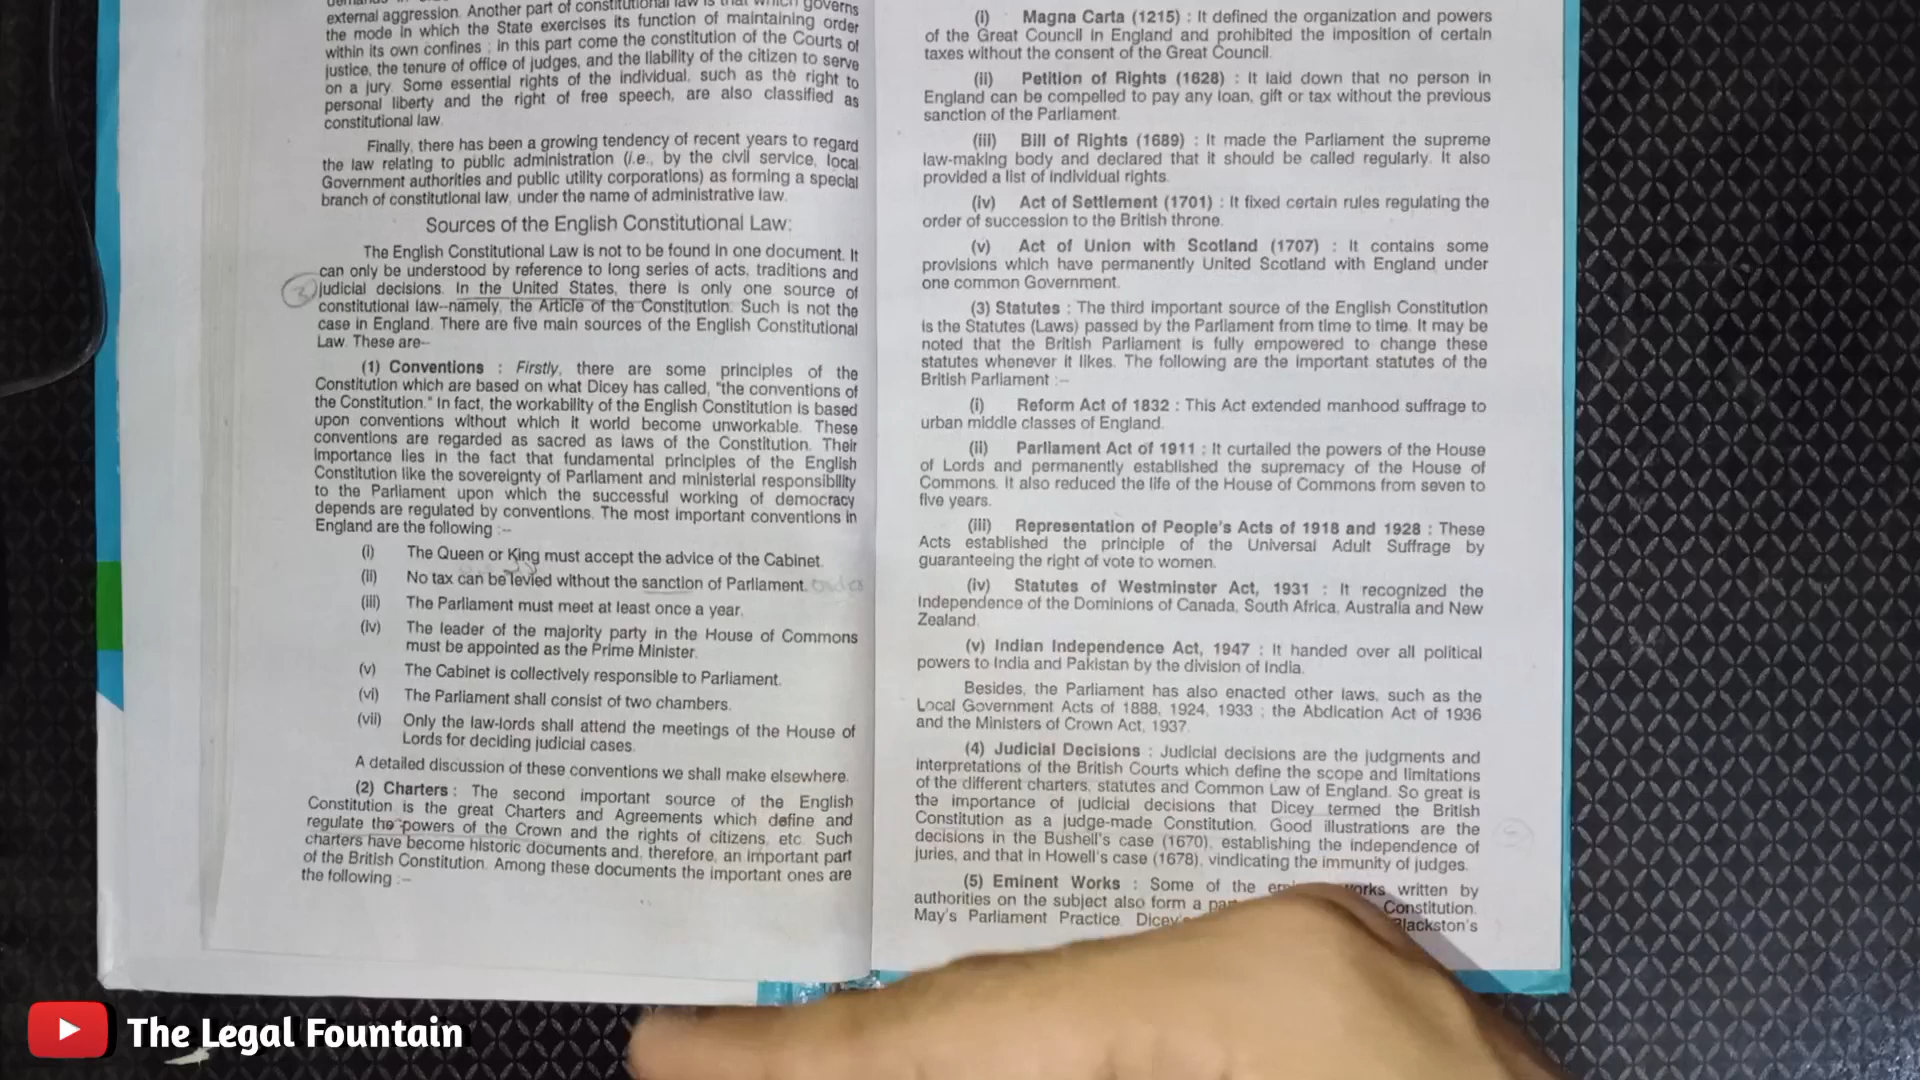 external aggression. Another part of constitutional law is that which governs
the mode in which the State exercises its function of maintaining order
within its own confines ; in this part come the constitution of the Courts of
justice, the tenure of office of judges, and the liability of the citizen to serve
on a jury. Some essential rights of the individual, such as the right to
personal liberty and the right of free speech, are also classified as
constitutional law.
Finally, there has been a growing tendency of recent years to regard
the law relating to public administration (i.e., by the civil service, local
Government authorities and public utility corporations) as forming a special
branch of constitutional law, under the name of administrative law.
Sources of the English Constitutional Law:
The English Constitutional Law is not to be found in one document. It
can only be understood by reference to long series of acts, traditions and
judicial decisions. In the United States, there is only one source of
constitutional law--namely, the Article of the Constitution. Such is not the
case in England. There are five main sources of the English Constitutional
Law. These are--
(1) Conventions : Firstly, there are some principles of the
Constitution which are based on what Dicey has called, "the conventions of
the Constitution." In fact, the workability of the English Constitution is based
upon conventions without which it world become unworkable. These
conventions are regarded as sacred as laws of the Constitution. Their
importance lies in the fact that fundamental principles of the English
Constitution like the sovereignty of Parliament and ministerial responsibility
to the Parliament upon which the successful working of democracy
depends are regulated by conventions. The most important conventions in
England are the following :--
(i) The Queen or King must accept the advice of the Cabinet.
(ii) No tax can be levied without the sanction of Parliament.
(iii) The Parliament must meet at least once a year.
(iv) The leader of the majority party in the House of Commons
must be appointed as the Prime Minister.
(v) The Cabinet is collectively responsible to Parliament.
(vi) The Parliament shall consist of two chambers.
(vii) Only the law-lords shall attend the meetings of the House of
Lords for deciding judicial cases.
A detailed discussion of these conventions we shall make elsewhere.
(2) Charters : The second important source of the English
Constitution is the great Charters and Agreements which define and
regulate the powers of the Crown and the rights of citizens, etc. Such
charters have become historic documents and, therefore, an important part
of the British Constitution. Among these documents the important ones are
the following :--
(i) Magna Carta (1215) : It defined the organization and powers
of the Great Council in England and prohibited the imposition of certain
taxes without the consent of the Great Council.
(ii) Petition of Rights (1628) : It laid down that no person in
England can be compelled to pay any loan, gift or tax without the previous
sanction of the Parliament.
(iii) Bill of Rights (1689) : It made the Parliament the supreme
law-making body and declared that it should be called regularly. It also
provided a list of individual rights.
(iv) Act of Settlement (1701) : It fixed certain rules regulating the
order of succession to the British throne.
(v) Act of Union with Scotland (1707) : It contains some
provisions which have permanently United Scotland with England under
one common Government.
(3) Statutes : The third important source of the English Constitution
is the Statutes (Laws) passed by the Parliament from time to time. It may be
noted that the British Parliament is fully empowered to change these
statutes whenever it likes. The following are the important statutes of the
British Parliament :--
(i) Reform Act of 1832 : This Act extended manhood suffrage to
urban middle classes of England.
(ii) Parliament Act of 1911 : It curtailed the powers of the House
of Lords and permanently established the supremacy of the House of
Commons. It also reduced the life of the House of Commons from seven to
five years.
(iii) Representation of People's Acts of 1918 and 1928 : These
Acts established the principle of the Universal Adult Suffrage by
guaranteeing the right of vote to women.
(iv) Statutes of Westminster Act, 1931 : It recognized the
Independence of the Dominions of Canada, South Africa, Australia and New
Zealand.
(v) Indian Independence Act, 1947 : It handed over all political
powers to India and Pakistan by the division of India.
Besides, the Parliament has also enacted other laws, such as the
Local Government Acts of 1888, 1924, 1933 ; the Abdication Act of 1936
and the Ministers of Crown Act, 1937.
(4) Judicial Decisions : Judicial decisions are the judgments and
interpretations of the British Courts which define the scope and limitations
of the different charters, statutes and Common Law of England. So great is
the importance of judicial decisions that Dicey termed the British
Constitution as a judge-made Constitution. Good illustrations are the
decisions in the Bushell's case (1670), establishing the independence of
juries, and that in Howell's case (1678), vindicating the immunity of judges.
(5) Eminent Works : Some of the works written by
authorities on the subject also form a Constitution.
May's Parliament Practice, Blackston's
The Legal Fountain